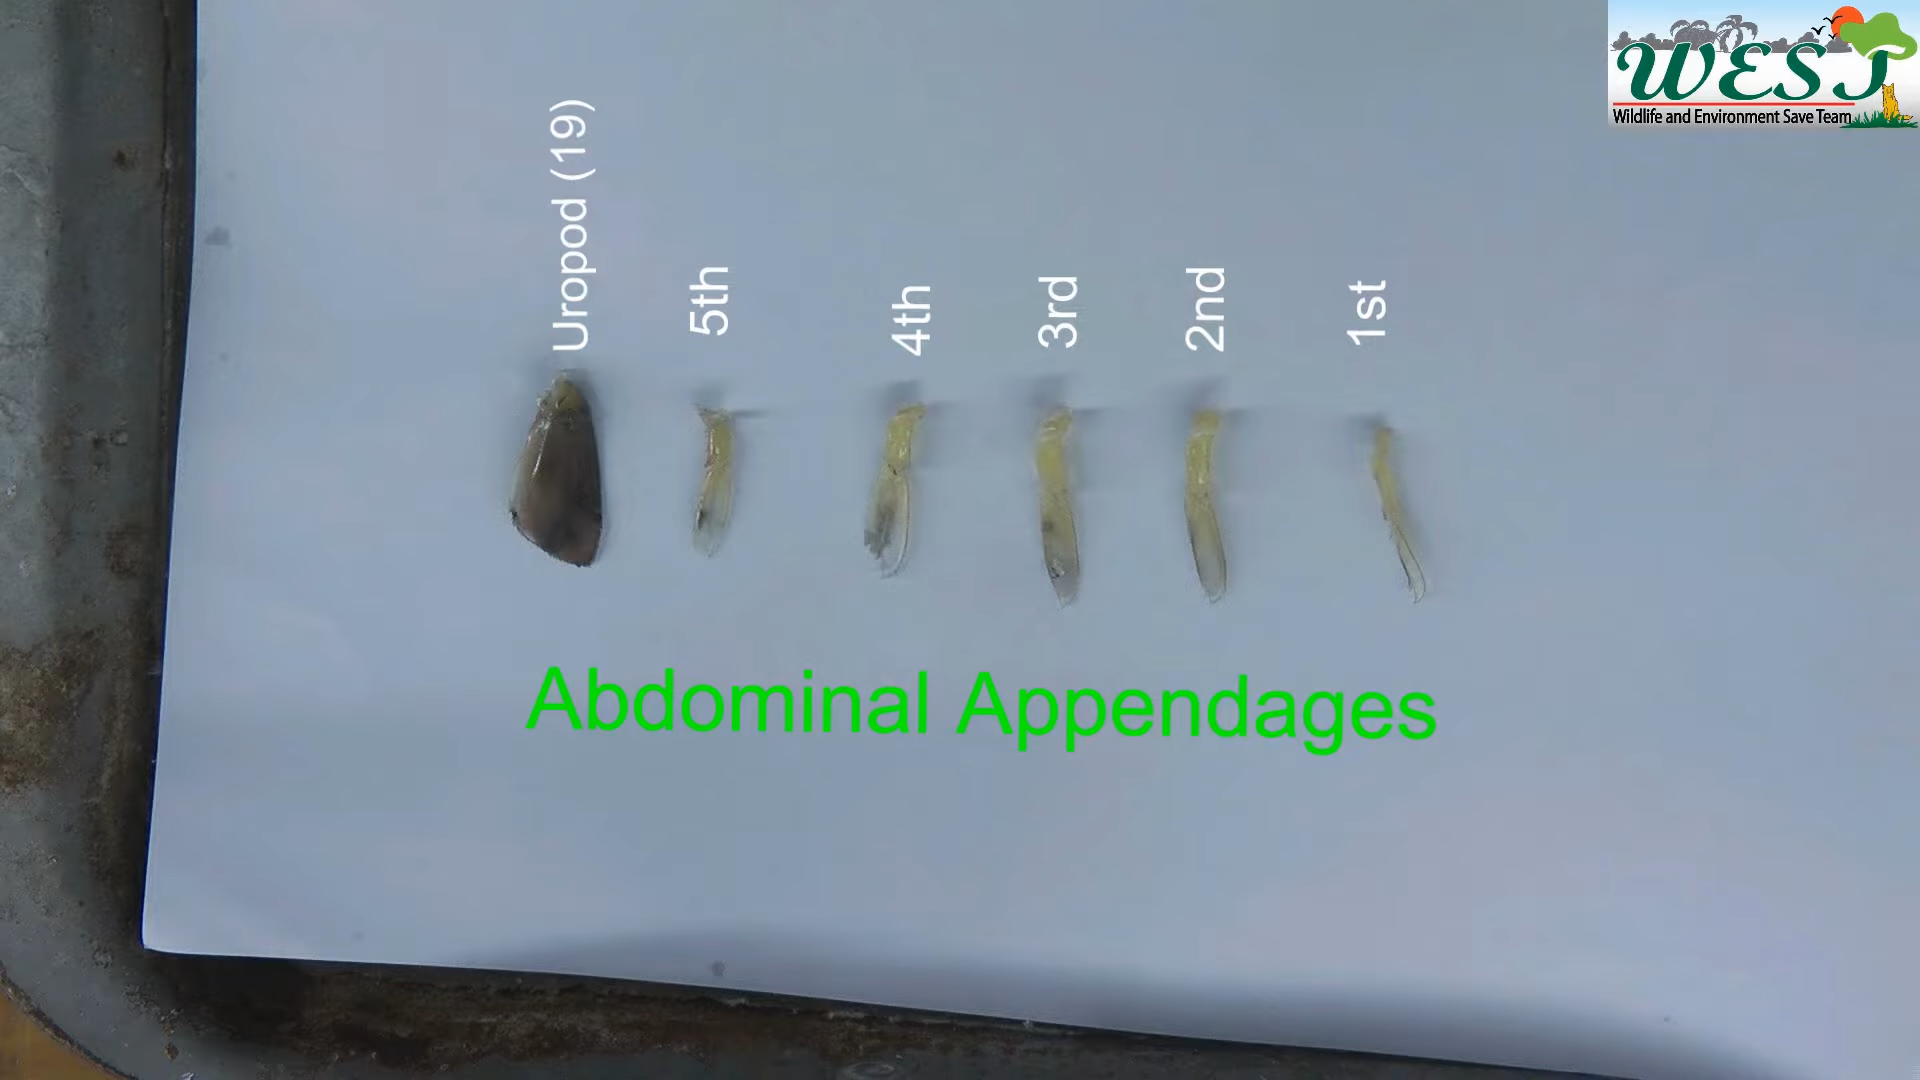 WEST
Wildlife and Environment Save Team
Uropod (19)
5th
4th
3rd
2nd
1st
Abdominal Appendages